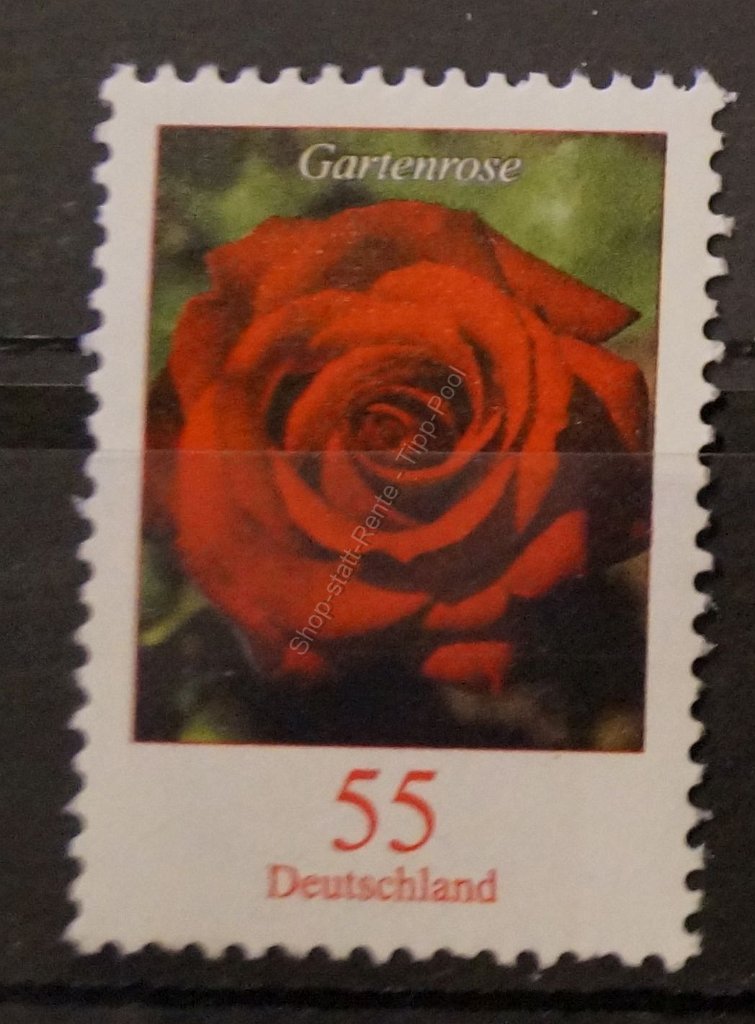 Gartenrose
Shop-statt-Rente - Tipp-Pool
55
Deutschland